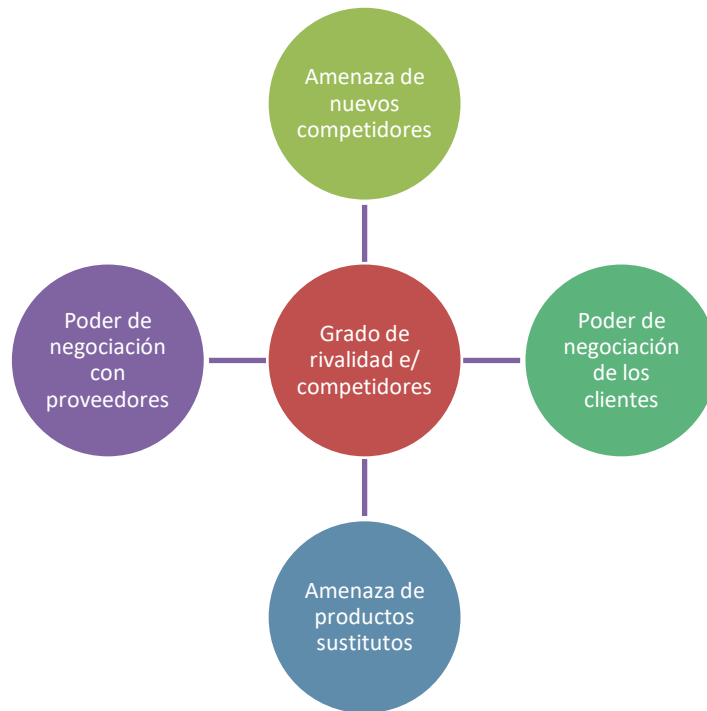 Amenaza de
nuevos
competidores
Poder de
negociación
con
proveedores
Grado de
rivalidad e/
competidores
Poder de
negociación
de los
clientes
Amenaza de
productos
sustitutos